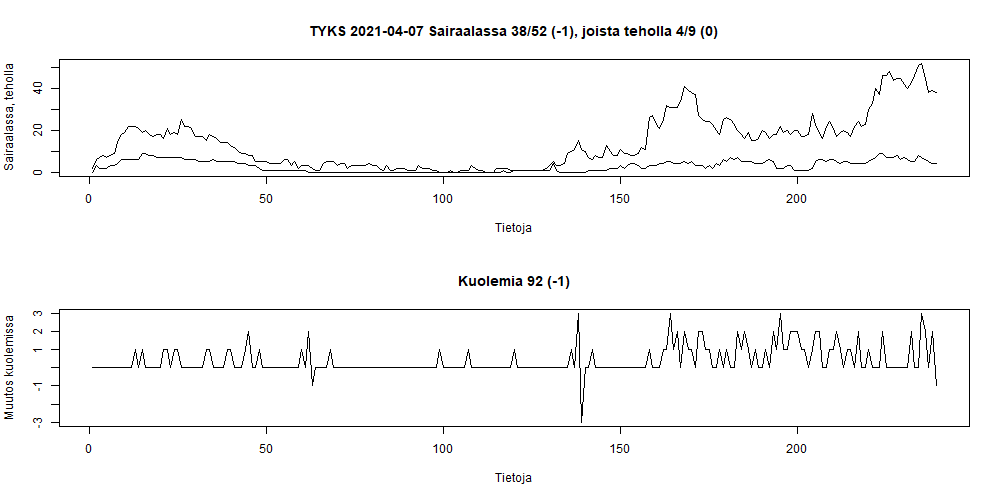 TYKS 2021-04-07 Sairaalassa 38/52 (-1), joista teholla 4/9 (0)
Sairaalassa, teholla
40
20
0
0 50 100 150 200
Tietoja
Kuolemia 92 (-1)
Muutos kuolemissa
3
2
1
-1
-3
0 50 100 150 200
Tietoja